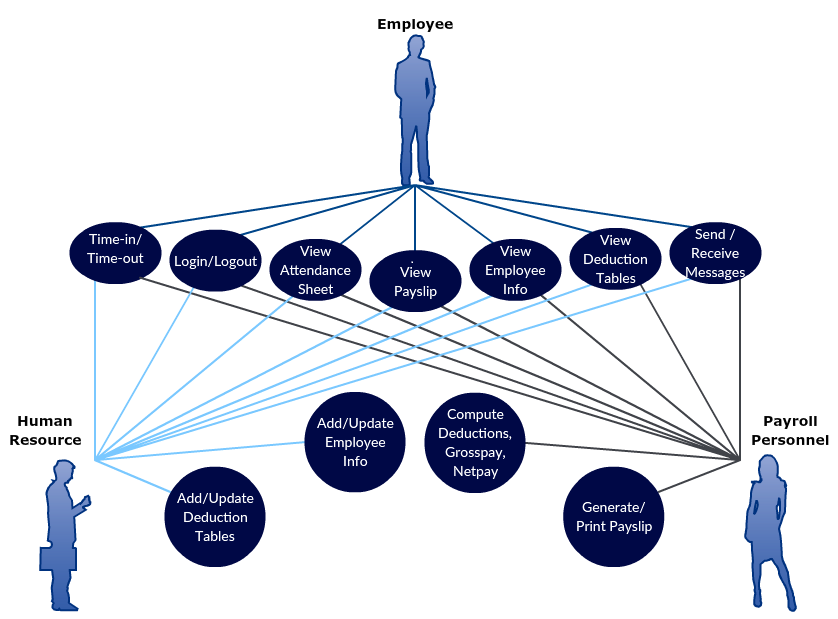 Employee
Time-in/
Time-out
Login/Logout
View
Attendance
Sheet
.
View
Payslip
View
Employee
Info
View
Deduction
Tables
Send /
Receive
Messages
Human
Resource
Add/Update
Employee
Info
Compute
Deductions,
Grosspay,
Netpay
Payroll
Personnel
Add/Update
Deduction
Tables
Generate/
Print Payslip